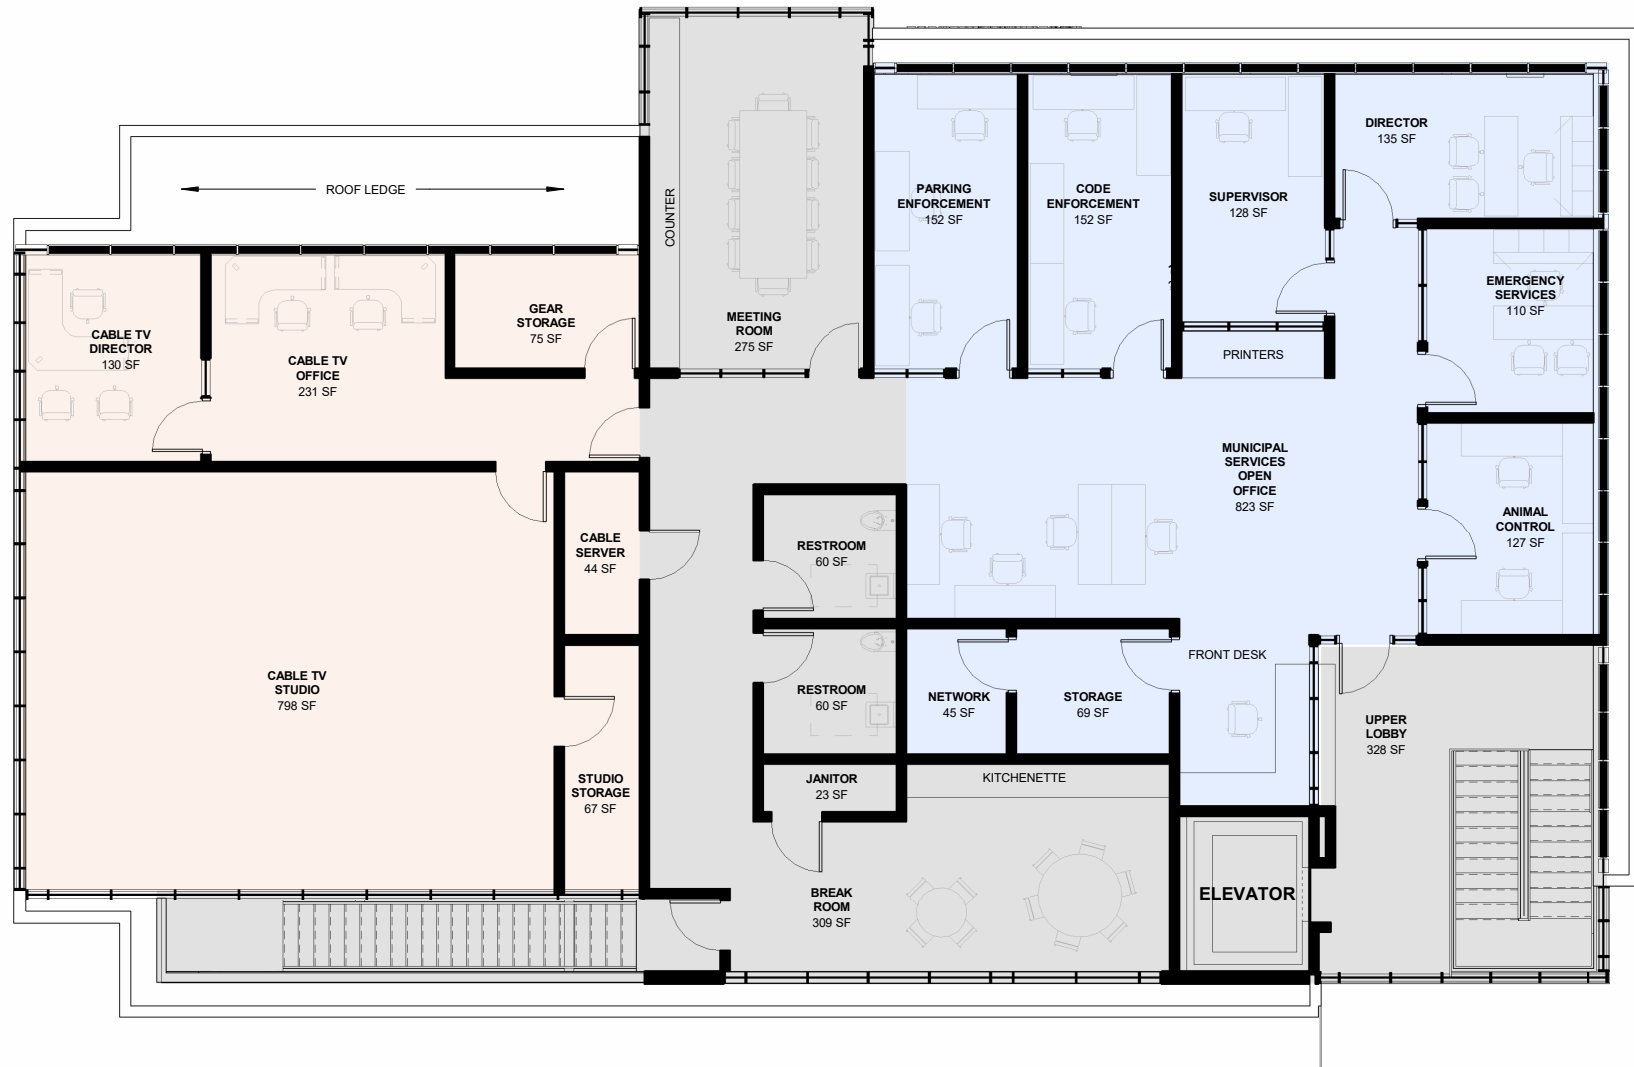 ROOF LEDGE
COUNTER
MEETING
ROOM
275 SF
PARKING
ENFORCEMENT
152 SF
CODE
ENFORCEMENT
152 SF
SUPERVISOR
128 SF
DIRECTOR
135 SF
EMERGENCY
SERVICES
110 SF
PRINTERS
CABLE TV
DIRECTOR
130 SF
CABLE TV
OFFICE
231 SF
GEAR
STORAGE
75 SF
MUNICIPAL
SERVICES
OPEN
OFFICE
823 SF
ANIMAL
CONTROL
127 SF
CABLE
SERVER
44 SF
RESTROOM
60 SF
CABLE TV
STUDIO
798 SF
RESTROOM
60 SF
NETWORK
45 SF
STORAGE
69 SF
FRONT DESK
UPPER
LOBBY
328 SF
STUDIO
STORAGE
67 SF
JANITOR
23 SF
KITCHENETTE
BREAK
ROOM
309 SF
ELEVATOR